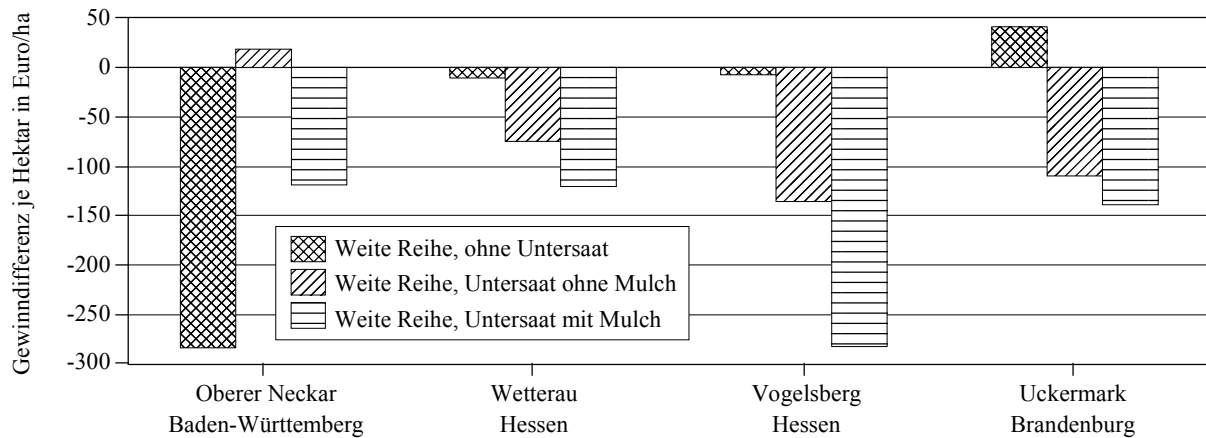 Gewinndifferenz je Hektar in Euro/ha
50
0
-50
-100
-150
-200
-250
-300
Weite Reihe, ohne Untersaat
Weite Reihe, Untersaat ohne Mulch
Weite Reihe, Untersaat mit Mulch
Oberer Neckar
Baden-Württemberg
Wetterau
Hessen
Vogelsberg
Hessen
Uckermark
Brandenburg